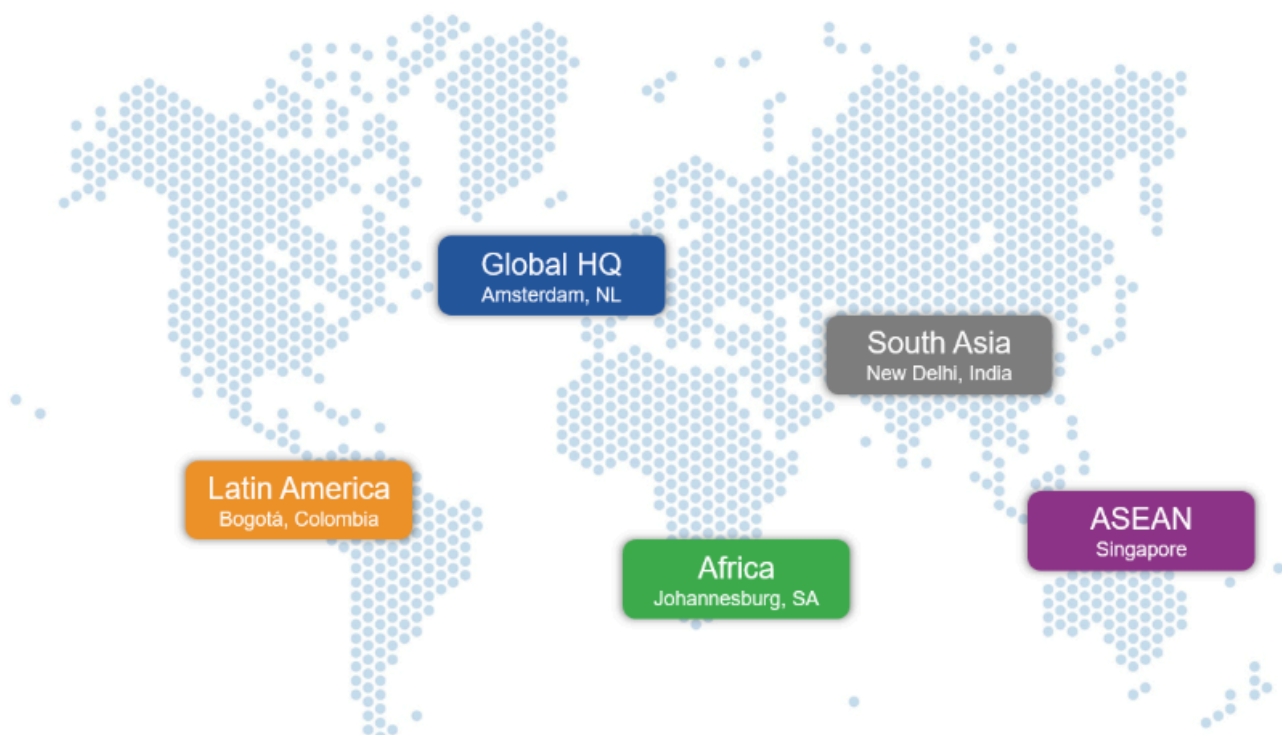 Global HQ
Amsterdam, NL
South Asia
New Delhi, India
Latin America
Bogotá, Colombia
ASEAN
Singapore
Africa
Johannesburg, SA